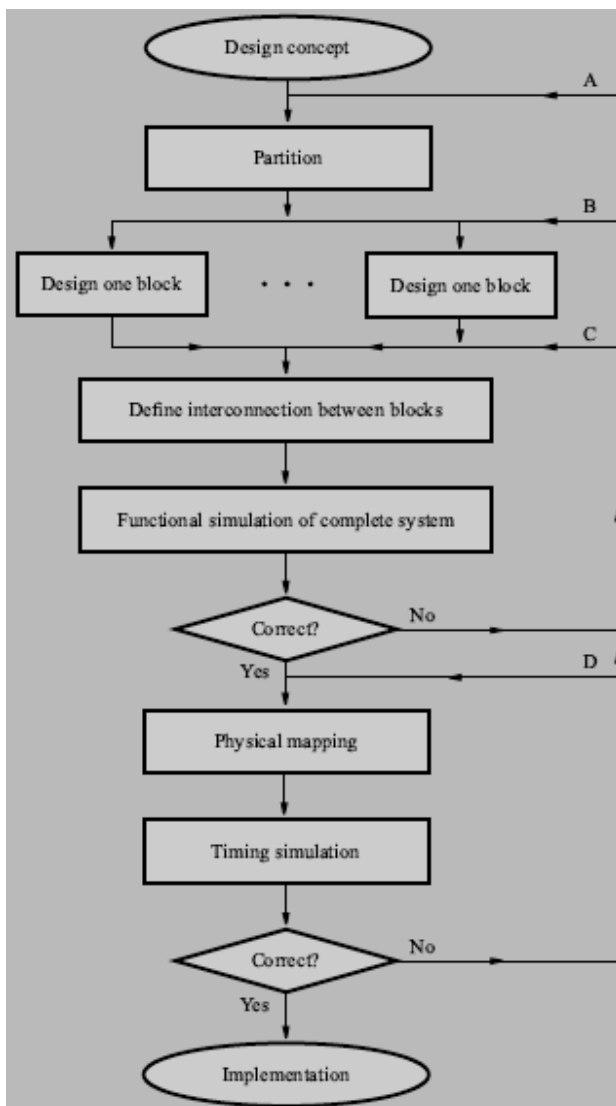 Design concept
A
Partition
B
Design one block
. . .
Design one block
C
Define interconnection between blocks
Functional simulation of complete system
Correct?
No
Yes
D
Physical mapping
Timing simulation
Correct?
No
Yes
Implementation